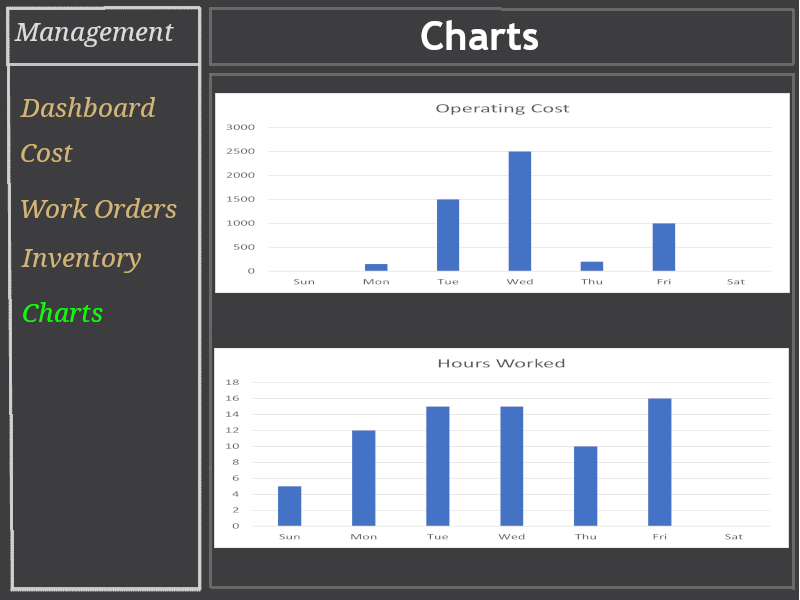 Management
Charts
Dashboard
Cost
Work Orders
Inventory
Charts
Operating Cost
3000
2500
2000
1500
1000
500
0
Sun Mon Tue Wed Thu Fri Sat
Hours Worked
18
16
14
12
10
8
6
4
2
0
Sun Mon Tue Wed Thu Fri Sat